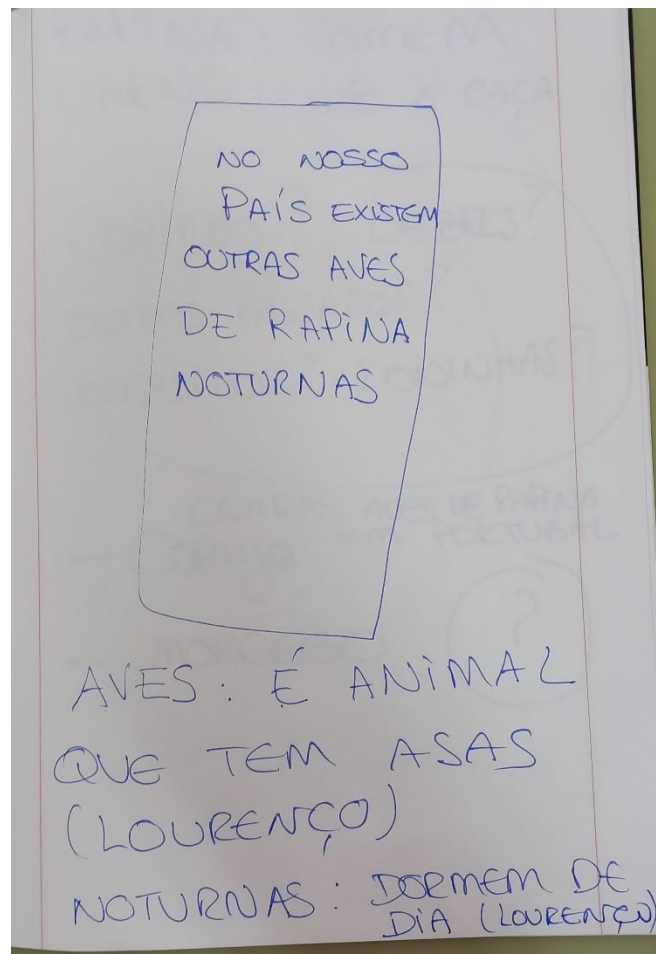 NO NOSSO
PAÍS EXISTEM
OUTRAS AVES
DE RAPINA
NOTURNAS
AVES: É ANIMAL
QUE TEM ASAS
(LOURENÇO)
NOTURNAS: DORMEM DE
DIA (LOURENÇO)